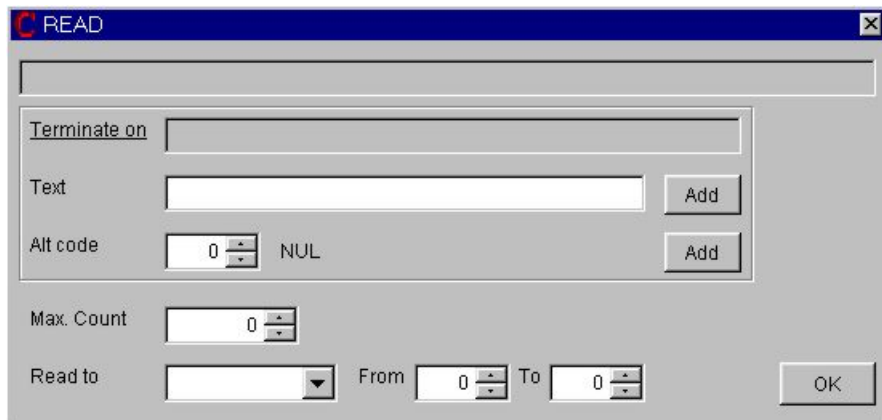 READ
Terminate on
Text Add
Alt code 0 NUL Add
Max. Count 0
Read to From 0 To 0 OK